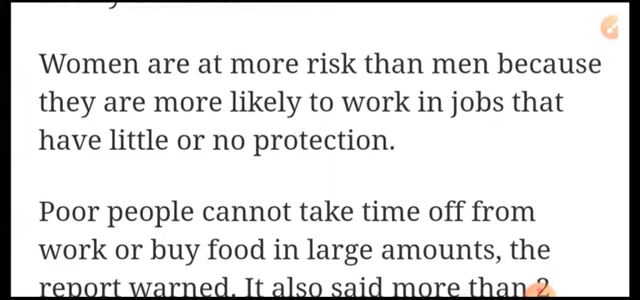 Women are at more risk than men because
they are more likely to work in jobs that
have little or no protection.
Poor people cannot take time off from
work or buy food in large amounts, the
report warned. It also said more than 2